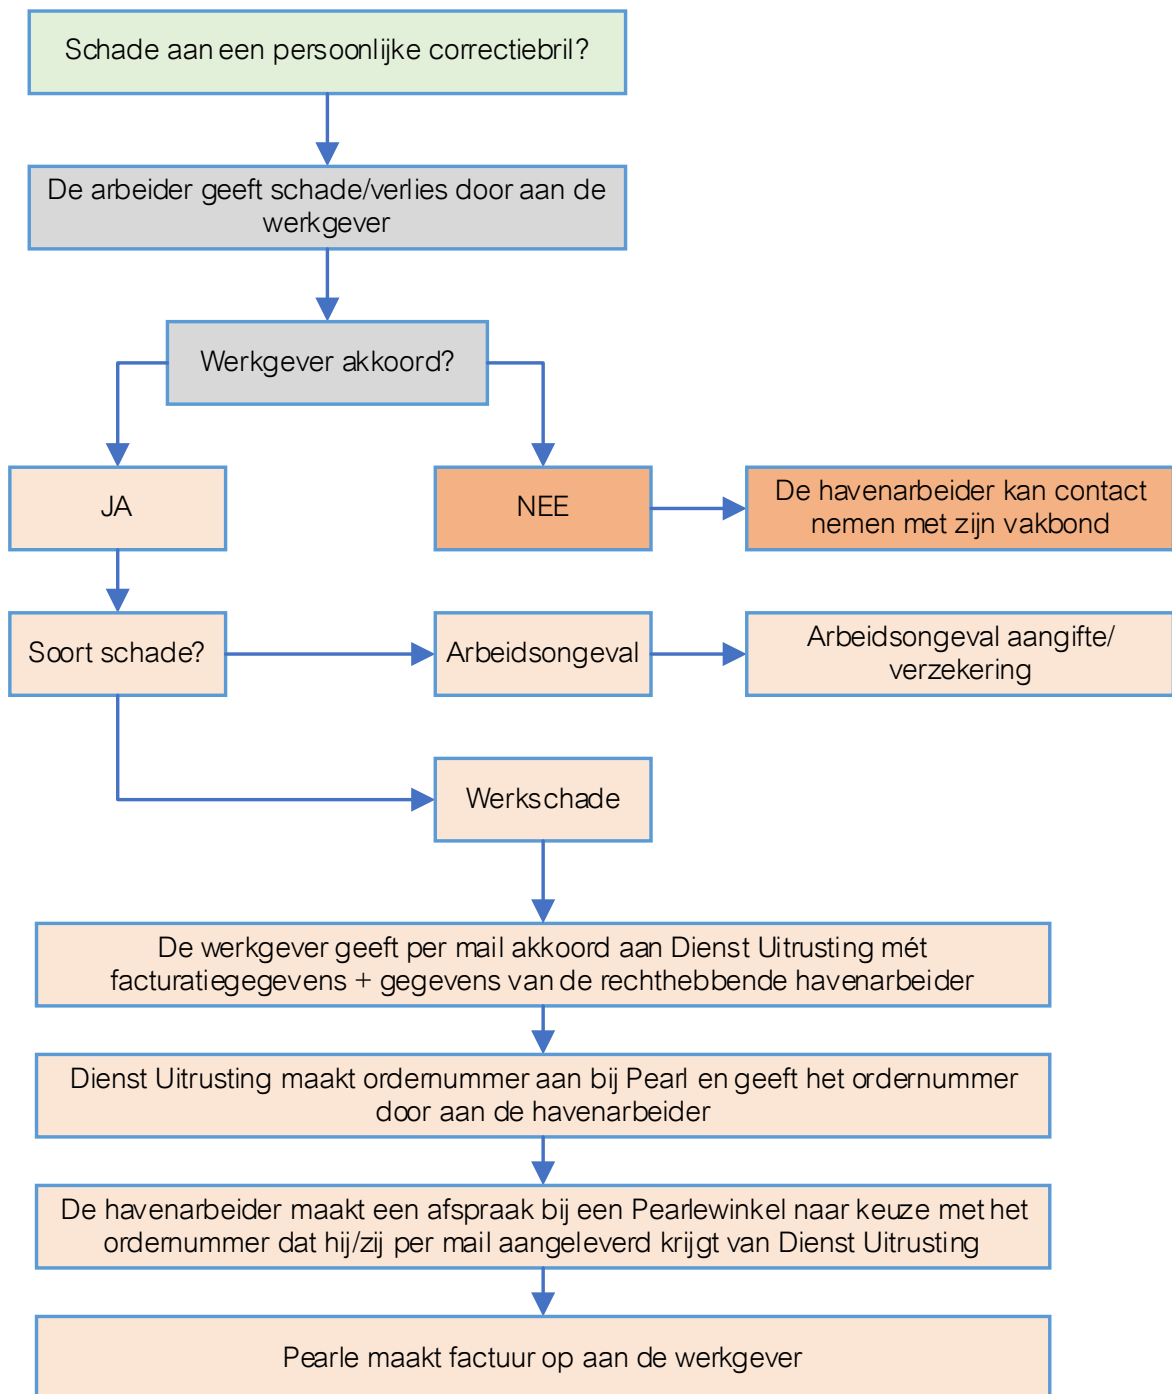 Schade aan een persoonlijke correctiebril?
De arbeider geeft schade/verlies door aan de
werkgever
Werkgever akkoord?
JA
NEE
De havenarbeider kan contact
nemen met zijn vakbond
Soort schade?
Arbeidsongeval
Arbeidsongeval aangifte/
verzekering
Werkschade
De werkgever geeft per mail akkoord aan Dienst Uitrusting mét
facturatiegegevens + gegevens van de rechthebbende havenarbeider
Dienst Uitrusting maakt ordernummer aan bij Pearl en geeft het ordernummer
door aan de havenarbeider
De havenarbeider maakt een afspraak bij een Pearlewinkel naar keuze met het
ordernummer dat hij/zij per mail aangeleverd krijgt van Dienst Uitrusting
Pearle maakt factuur op aan de werkgever